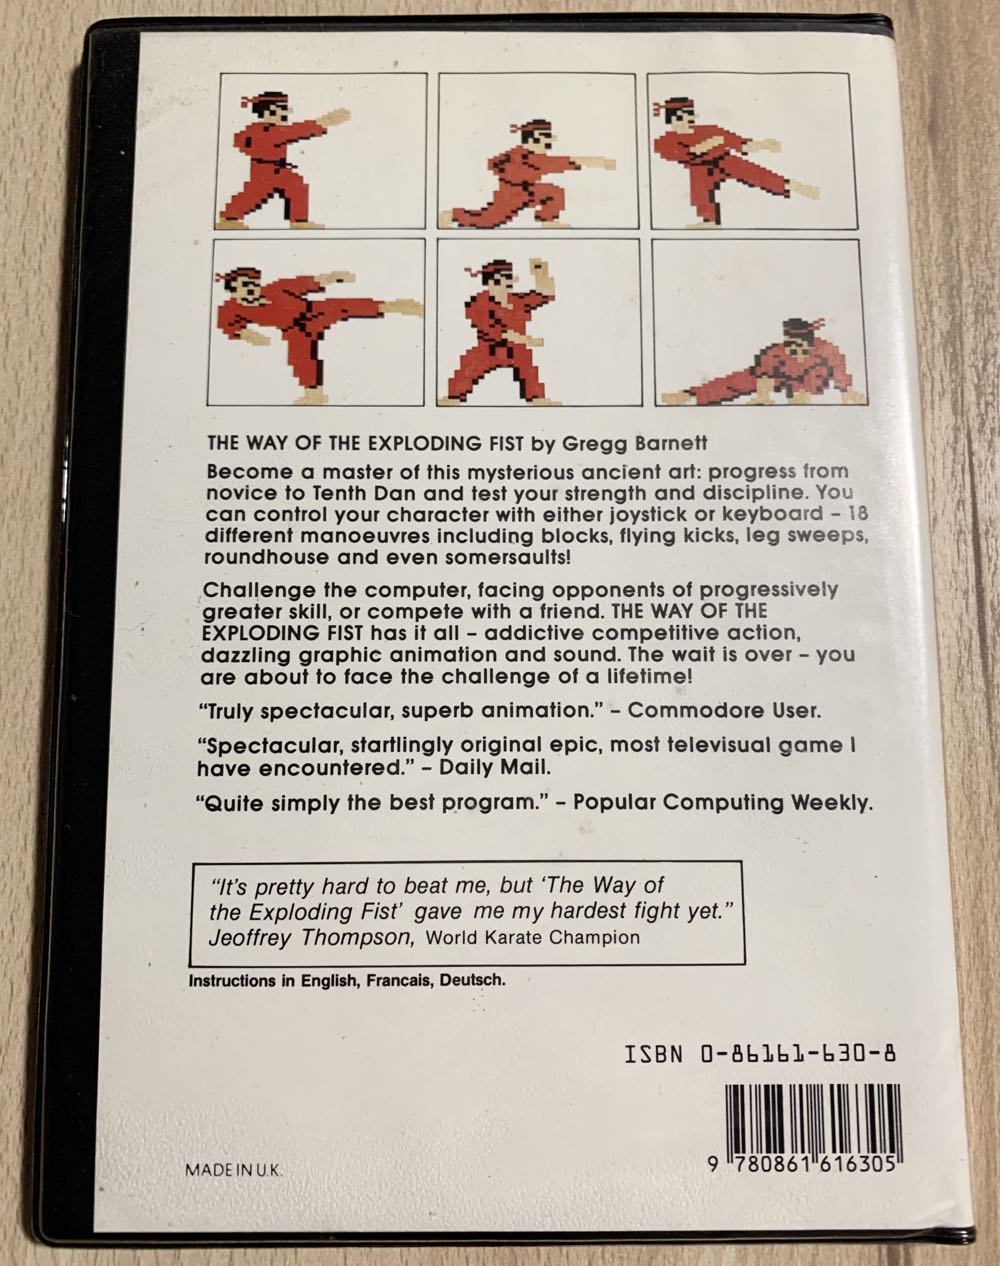 THE WAY OF THE EXPLODING FIST by Gregg Barnett
Become a master of this mysterious ancient art: progress from
novice to Tenth Dan and test your strength and discipline. You
can control your character with either joystick or keyboard – 18
different manoeuvres including blocks, flying kicks, leg sweeps,
roundhouse and even somersaults!
Challenge the computer, facing opponents of progressively
greater skill, or compete with a friend. THE WAY OF THE
EXPLODING FIST has it all – addictive competitive action,
dazzling graphic animation and sound. The wait is over – you
are about to face the challenge of a lifetime!
“Truly spectacular, superb animation.” – Commodore User.
“Spectacular, startlingly original epic, most televisual game I
have encountered.” – Daily Mail.
“Quite simply the best program.” – Popular Computing Weekly.
“It’s pretty hard to beat me, but ‘The Way of
the Exploding Fist’ gave me my hardest fight yet.”
Jeoffrey Thompson, World Karate Champion
Instructions in English, Francais, Deutsch.
ISBN 0-86161-630-8
9 780861 616305
MADE IN U.K.